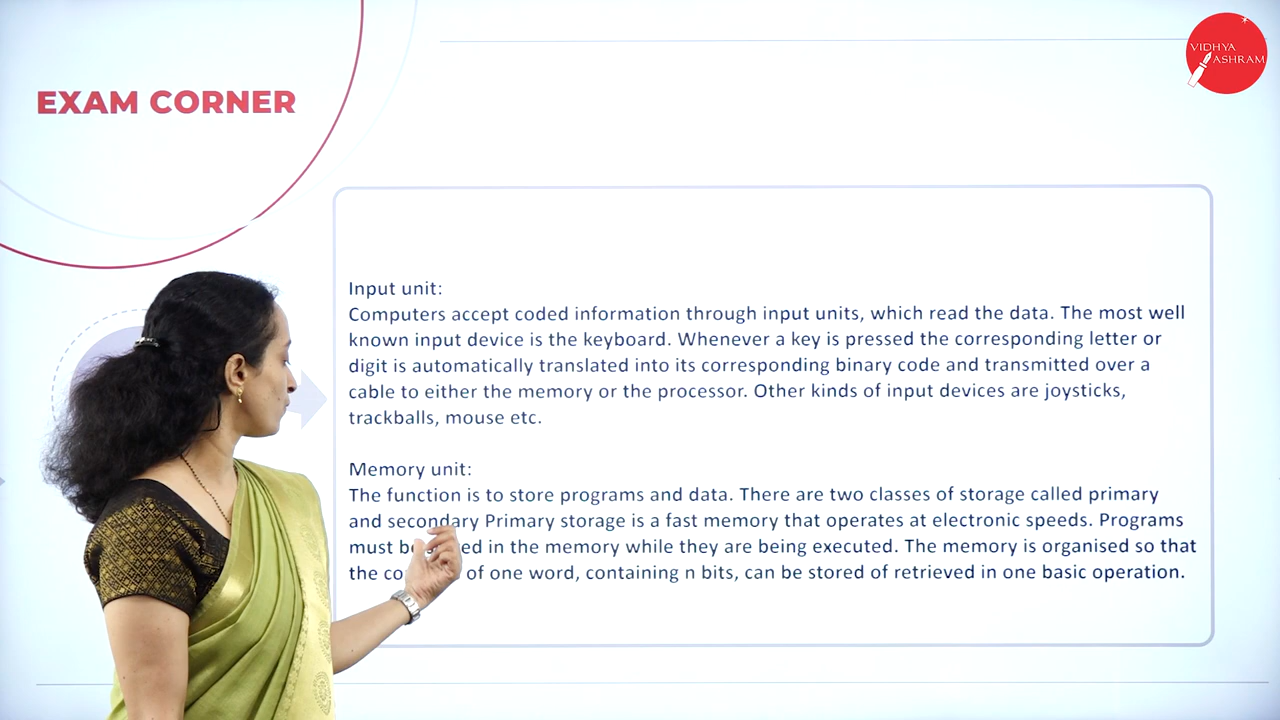 VIDHYA
ASHRAM
EXAM CORNER
Input unit:
Computers accept coded information through input units, which read the data. The most well
known input device is the keyboard. Whenever a key is pressed the corresponding letter or
digit is automatically translated into its corresponding binary code and transmitted over a
cable to either the memory or the processor. Other kinds of input devices are joysticks,
trackballs, mouse etc.
Memory unit:
The function is to store programs and data. There are two classes of storage called primary
and secondary Primary storage is a fast memory that operates at electronic speeds. Programs
must be in the memory while they are being executed. The memory is organised so that
the of one word, containing n bits, can be stored of retrieved in one basic operation.